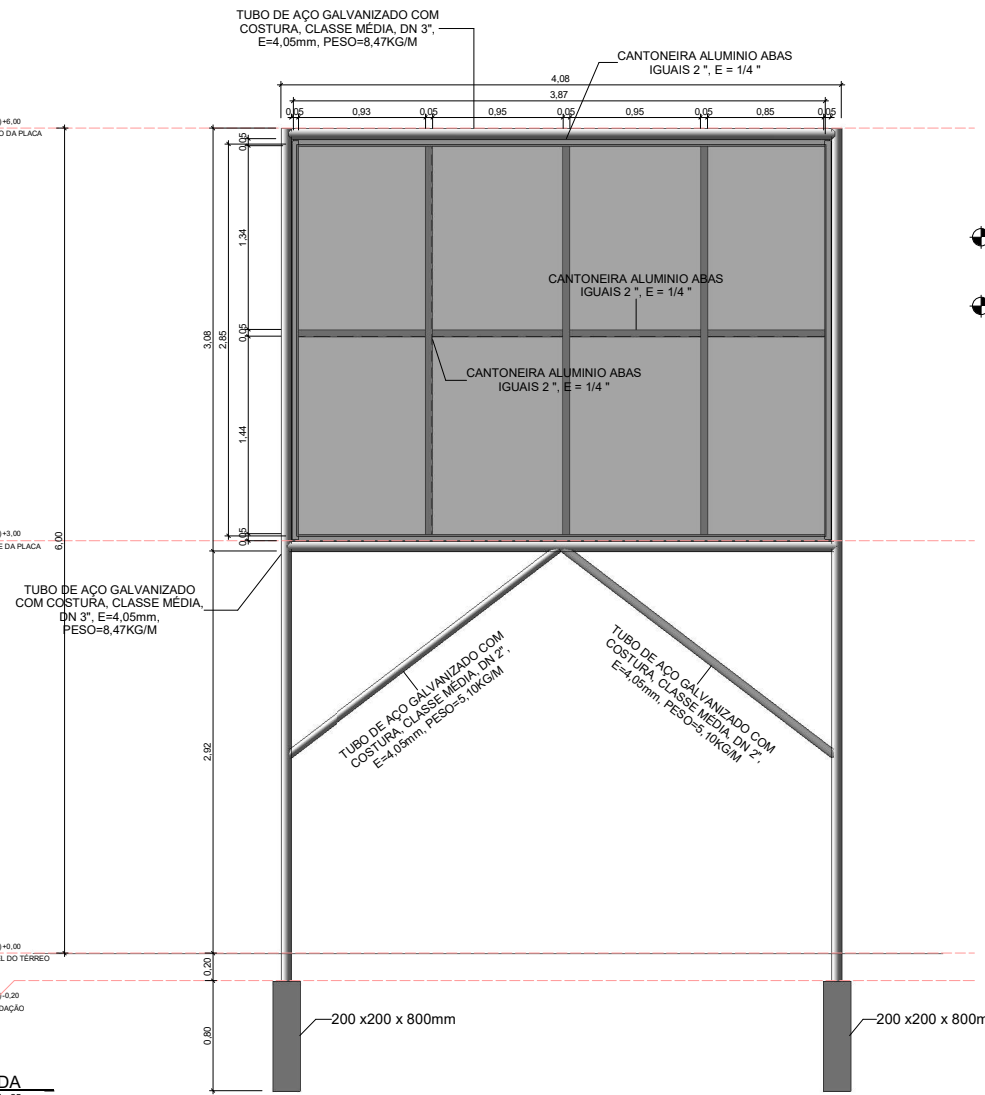 TUBO DE AÇO GALVANIZADO COM
COSTURA, CLASSE MÉDIA, DN 3",
E=4,05mm, PESO=8,47KG/M
CANTONEIRA ALUMINIO ABAS
IGUAIS 2 ", E = 1/4 "
4,08
3,87
0,05
0,93
0,05
0,95
0,05
0,95
0,05
0,85
0,05
+6,00
DA PLACA
0,05
1,34
0,05
1,44
0,05
2,85
3,08
6,00
CANTONEIRA ALUMINIO ABAS
IGUAIS 2 ", E = 1/4 "
CANTONEIRA ALUMINIO ABAS
IGUAIS 2 ", E = 1/4 "
+3,00
DA PLACA
TUBO DE AÇO GALVANIZADO
COM COSTURA, CLASSE MÉDIA,
DN 3", E=4,05mm,
PESO=8,47KG/M
TUBO DE AÇO GALVANIZADO COM
COSTURA, CLASSE MÉDIA, DN 2",
E=4,05mm, PESO=5,10KG/M
TUBO DE AÇO GALVANIZADO COM
COSTURA, CLASSE MÉDIA, DN 2",
E=4,05mm, PESO=5,10KG/M
2,92
+0,00
DO TÉRREO
0,20
-0,20
DAÇÃO
0,80
200 x200 x 800mm
200 x200 x 800m
DA